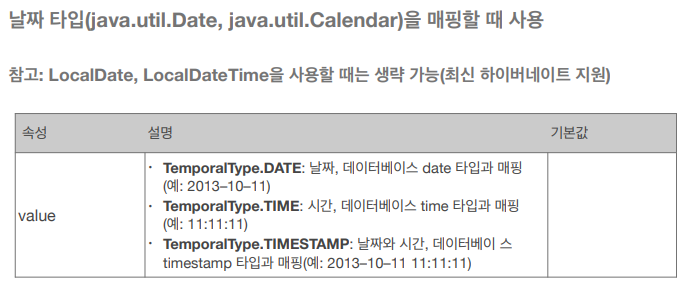 날짜 타입(java.util.Date, java.util.Calendar)을 매핑할 때 사용
참고: LocalDate, LocalDateTime을 사용할 때는 생략 가능(최신 하이버네이트 지원)
속성 설명 기본값
value
· TemporalType.DATE: 날짜, 데이터베이스 date 타입과 매핑
(예: 2013–10–11)
· TemporalType.TIME: 시간, 데이터베이스 time 타입과 매핑
(예: 11:11:11)
· TemporalType.TIMESTAMP: 날짜와 시간, 데이터베이 스
timestamp 타입과 매핑(예: 2013–10–11 11:11:11)